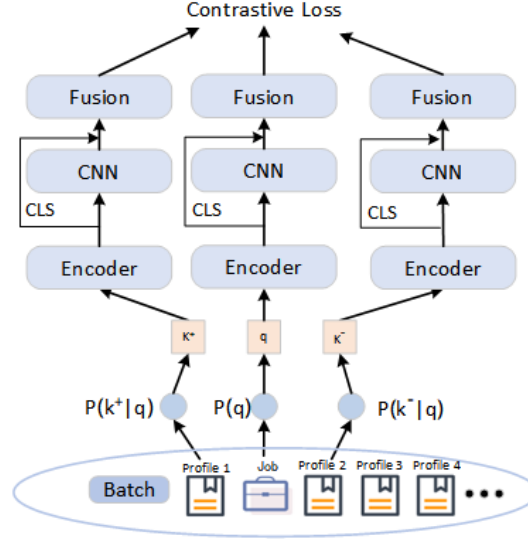 Contrastive Loss
Fusion Fusion Fusion
CNN CNN CNN
CLS CLS CLS
Encoder Encoder Encoder
K⁺ q K⁻
P(k⁺|q) P(q) P(k⁻|q)
Profile 1 Job Profile 2 Profile 3 Profile 4
Batch